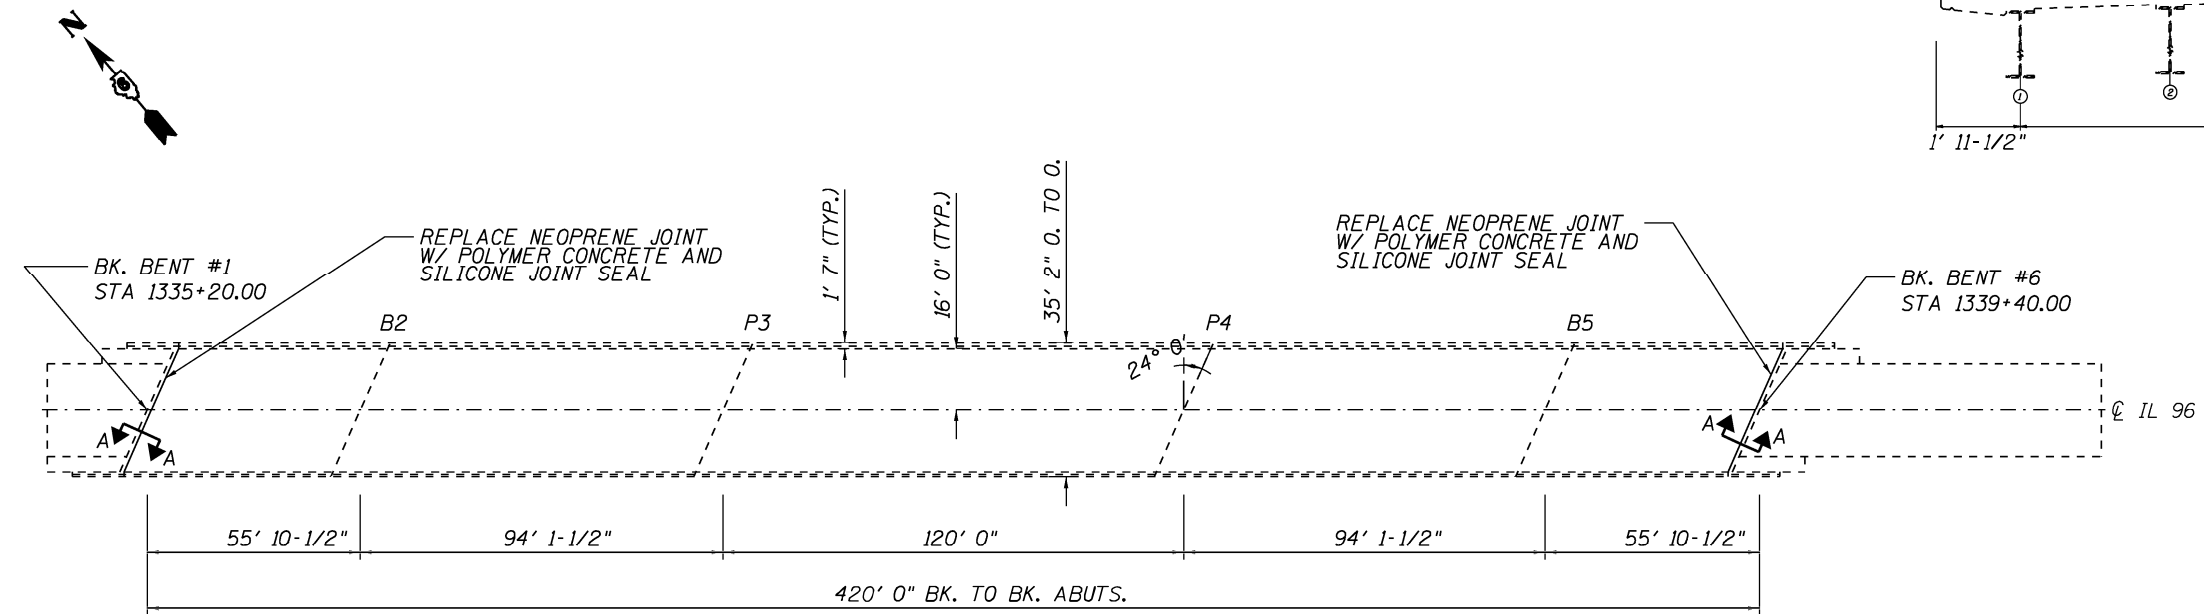 N
1
2
1' 11-1/2"
BK. BENT #1
STA 1335+20.00
REPLACE NEOPRENE JOINT
W/ POLYMER CONCRETE AND
SILICONE JOINT SEAL
1' 7" (TYP.)
16' 0" (TYP.)
35' 2" O. TO O.
REPLACE NEOPRENE JOINT
W/ POLYMER CONCRETE AND
SILICONE JOINT SEAL
BK. BENT #6
STA 1339+40.00
B2
P3
P4
B5
24° 0
A
A
A
A
℄ IL 96
55' 10-1/2"
94' 1-1/2"
120' 0"
94' 1-1/2"
55' 10-1/2"
420' 0" BK. TO BK. ABUTS.